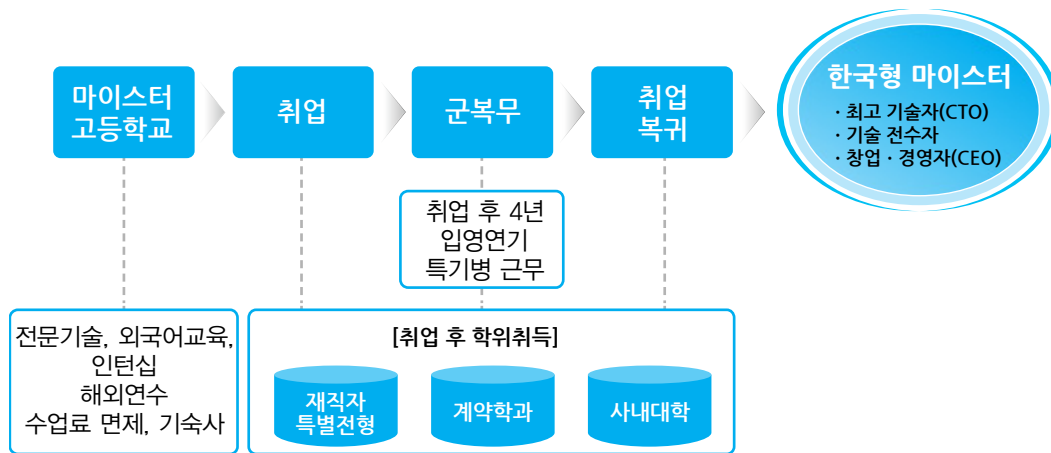 마이스터
고등학교
취업
군복무
취업
복귀
한국형 마이스터
· 최고 기술자(CTO)
· 기술 전수자
· 창업 · 경영자(CEO)
취업 후 4년
입영연기
특기병 근무
전문기술, 외국어교육,
인턴십
해외연수
수업료 면제, 기숙사
[취업 후 학위취득]
재직자
특별전형
계약학과
사내대학